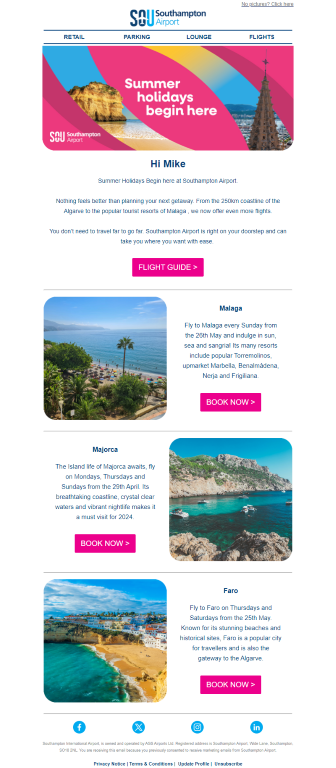 No pictures? Click here
SOU Southampton
Airport
RETAIL PARKING LOUNGE FLIGHTS
Summer
holidays
begin here
SOU Southampton
Airport
Hi Mike
Summer Holidays Begin here at Southampton Airport.
Nothing feels better than planning your next getaway. From the 250km coastline of the
Algarve to the popular tourist resorts of Malaga , we now offer even more flights.
You don't need to travel far to go far. Southampton Airport is right on your doorstep and can
take you where you want with ease.
FLIGHT GUIDE >
Malaga
Fly to Malaga every Sunday from
the 26th May and indulge in sun,
sea and sangria! Its many resorts
include popular Torremolinos,
upmarket Marbella, Benalmádena,
Nerja and Frigiliana.
BOOK NOW >
Majorca
The Island life of Majorca awaits, fly
on Mondays, Thursdays and
Sundays from the 29th April. Its
breathtaking coastline, crystal clear
waters and vibrant nightlife makes it
a must visit for 2024.
BOOK NOW >
Faro
Fly to Faro on Thursdays and
Saturdays from the 25th May.
Known for its stunning beaches and
historical sites, Faro is a popular city
for travellers and is also the
gateway to the Algarve.
BOOK NOW >
Southampton International Airport, is owned and operated by AGS Airports Ltd. Registered address is Southampton Airport, Wide Lane, Southampton,
SO18 2NL. You are receiving this email because you previously consented to receive marketing emails from Southampton Airport.
Privacy Notice | Terms & Conditions | Update Profile | Unsubscribe